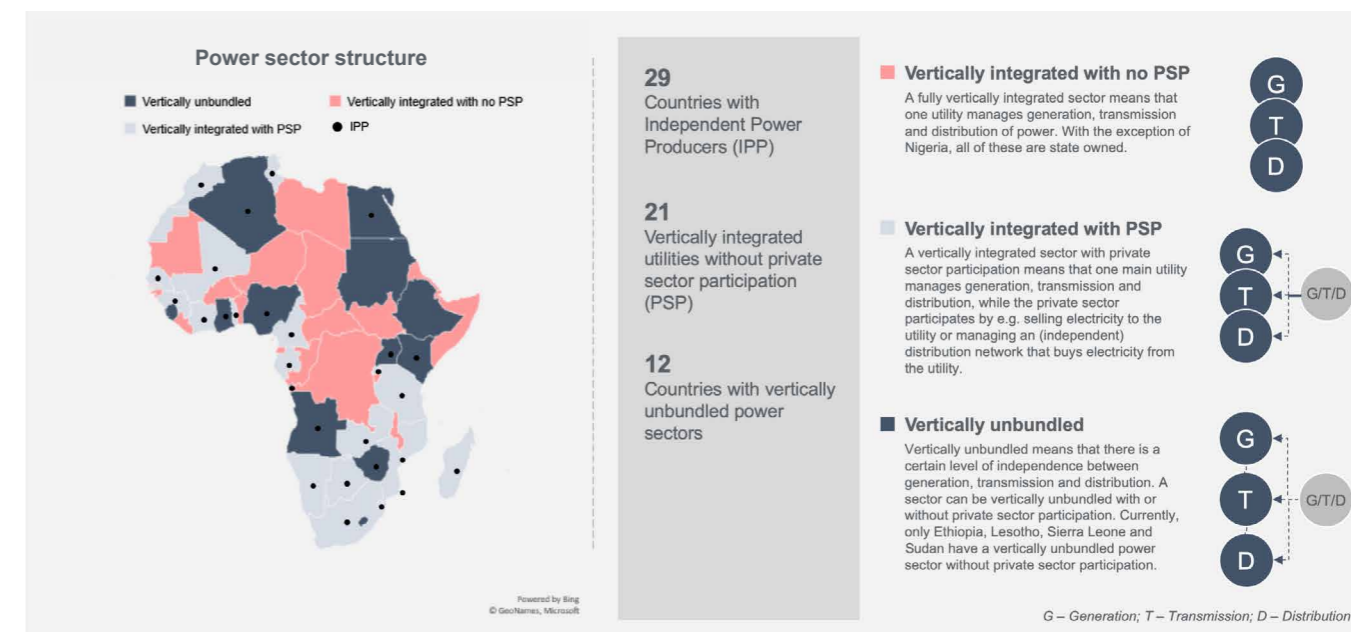 Power sector structure
Vertically unbundled
Vertically integrated with no PSP
Vertically integrated with PSP
IPP
Powered by Bing
© GeoNames, Microsoft
29
Countries with
Independent Power
Producers (IPP)
21
Vertically integrated
utilities without private
sector participation
(PSP)
12
Countries with vertically
unbundled power
sectors
Vertically integrated with no PSP
A fully vertically integrated sector means that
one utility manages generation, transmission
and distribution of power. With the exception of
Nigeria, all of these are state owned.
G
T
D
Vertically integrated with PSP
A vertically integrated sector with private
sector participation means that one main utility
manages generation, transmission and
distribution, while the private sector
participates by e.g. selling electricity to the
utility or managing an (independent)
distribution network that buys electricity from
the utility.
G
T
D
G/T/D
Vertically unbundled
Vertically unbundled means that there is a
certain level of independence between
generation, transmission and distribution. A
sector can be vertically unbundled with or
without private sector participation. Currently,
only Ethiopia, Lesotho, Sierra Leone and
Sudan have a vertically unbundled power
sector without private sector participation.
G
T
D
G/T/D
G – Generation; T – Transmission; D – Distribution